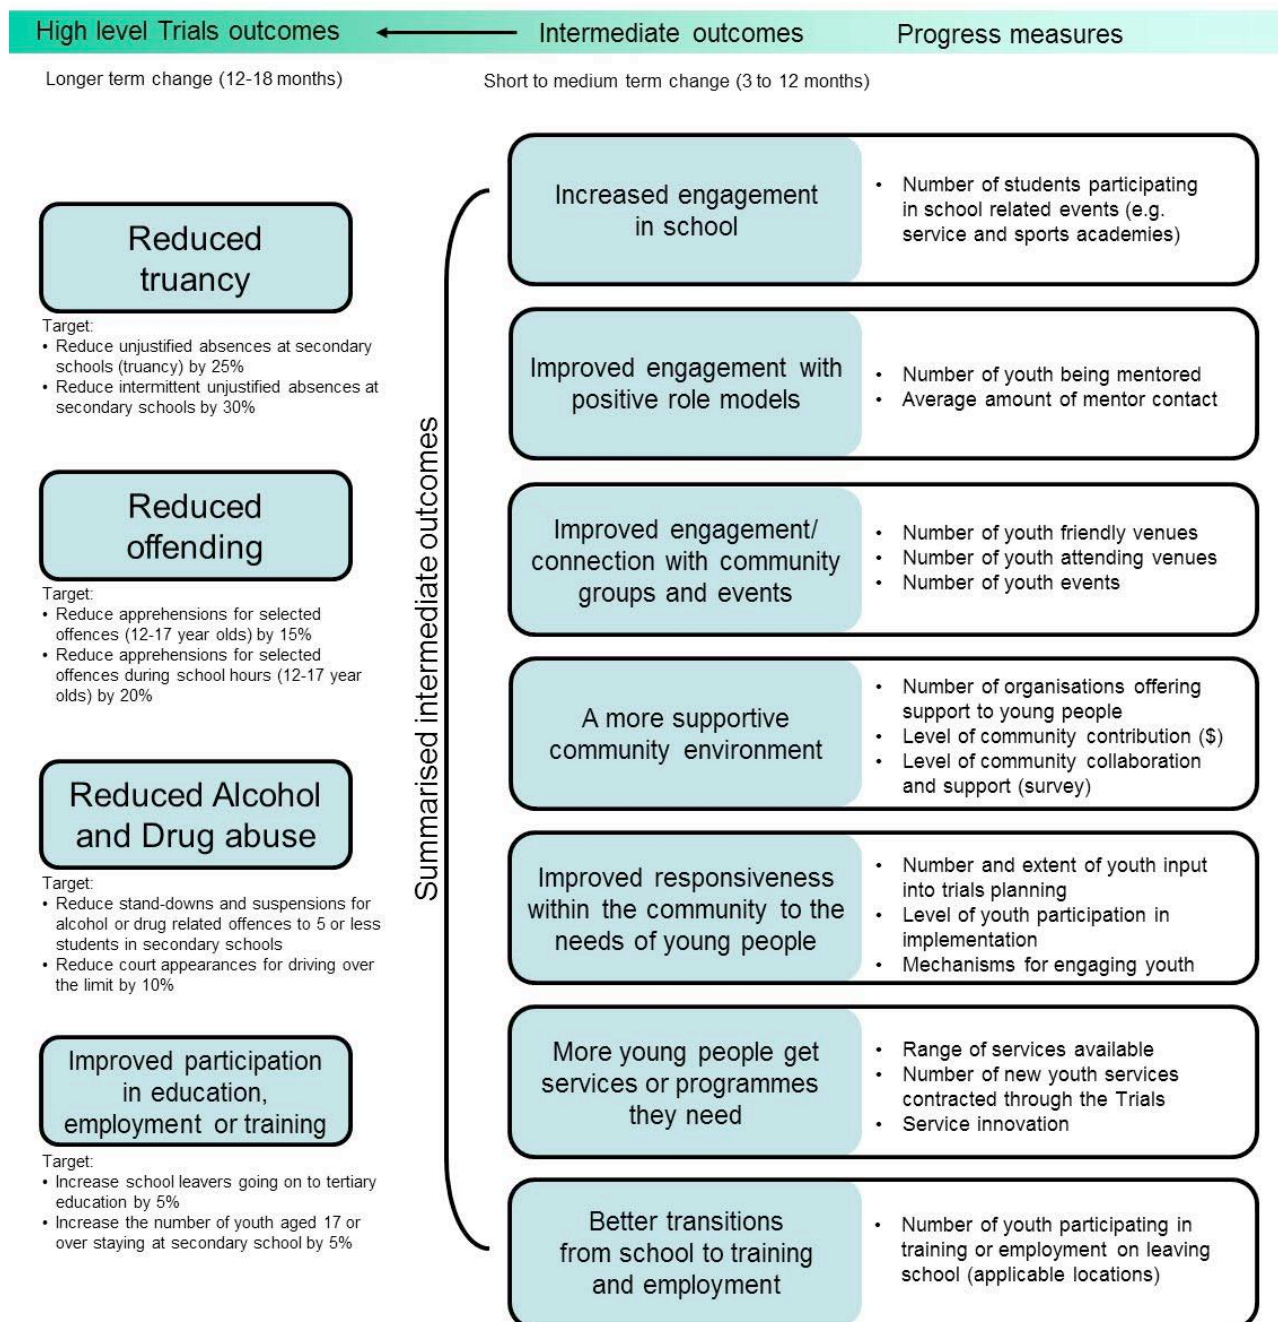 High level Trials outcomes
Intermediate outcomes
Progress measures
Longer term change (12-18 months)
Short to medium term change (3 to 12 months)
Reduced
truancy
Target:
• Reduce unjustified absences at secondary
schools (truancy) by 25%
• Reduce intermittent unjustified absences at
secondary schools by 30%
Reduced
offending
Target:
• Reduce apprehensions for selected
offences (12-17 year olds) by 15%
• Reduce apprehensions for selected
offences during school hours (12-17 year
olds) by 20%
Reduced Alcohol
and Drug abuse
Target:
• Reduce stand-downs and suspensions for
alcohol or drug related offences to 5 or less
students in secondary schools
• Reduce court appearances for driving over
the limit by 10%
Improved participation
in education,
employment or training
Target:
• Increase school leavers going on to tertiary
education by 5%
• Increase the number of youth aged 17 or
over staying at secondary school by 5%
Summarised intermediate outcomes
Increased engagement
in school
• Number of students participating
in school related events (e.g.
service and sports academies)
Improved engagement with
positive role models
• Number of youth being mentored
• Average amount of mentor contact
Improved engagement/
connection with community
groups and events
• Number of youth friendly venues
• Number of youth attending venues
• Number of youth events
A more supportive
community environment
• Number of organisations offering
support to young people
• Level of community contribution ($)
• Level of community collaboration
and support (survey)
Improved responsiveness
within the community to the
needs of young people
• Number and extent of youth input
into trials planning
• Level of youth participation in
implementation
• Mechanisms for engaging youth
More young people get
services or programmes
they need
• Range of services available
• Number of new youth services
contracted through the Trials
• Service innovation
Better transitions
from school to training
and employment
• Number of youth participating in
training or employment on leaving
school (applicable locations)